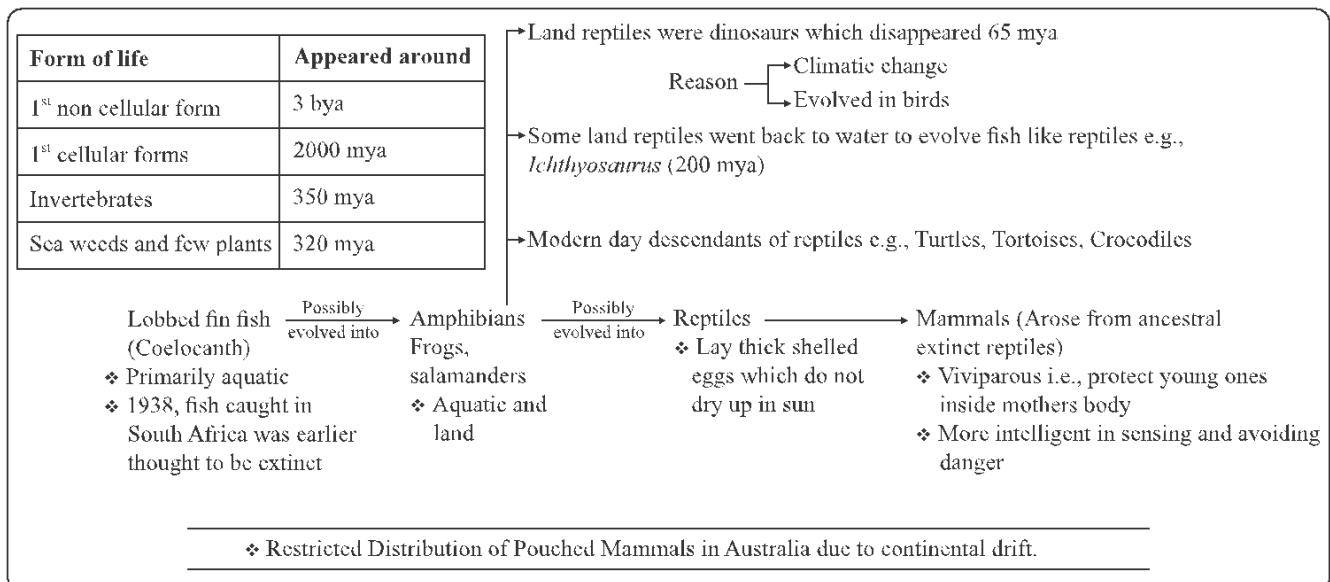 Form of life Appeared around
1st non cellular form 3 bya
1st cellular forms 2000 mya
Invertebrates 350 mya
Sea weeds and few plants 320 mya
Land reptiles were dinosaurs which disappeared 65 mya
Reason
Climatic change
Evolved in birds
Some land reptiles went back to water to evolve fish like reptiles e.g.,
Ichthyosaurus (200 mya)
Modern day descendants of reptiles e.g., Turtles, Tortoises, Crocodiles
Lobbed fin fish
(Coelocanth)
❖ Primarily aquatic
❖ 1938, fish caught in
South Africa was earlier
thought to be extinct
Possibly
evolved into
Amphibians
Frogs,
salamanders
❖ Aquatic and
land
Possibly
evolved into
Reptiles
❖ Lay thick shelled
eggs which do not
dry up in sun
Mammals (Arose from ancestral
extinct reptiles)
❖ Viviparous i.e., protect young ones
inside mothers body
❖ More intelligent in sensing and avoiding
danger
❖ Restricted Distribution of Pouched Mammals in Australia due to continental drift.